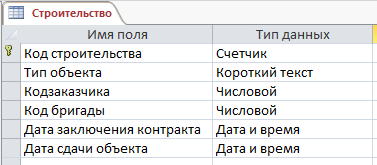 Строительство
Имя поля Тип данных
Код строительства Счетчик
Тип объекта Короткий текст
Кодзаказчика Числовой
Код бригады Числовой
Дата заключения контракта Дата и время
Дата сдачи объекта Дата и время